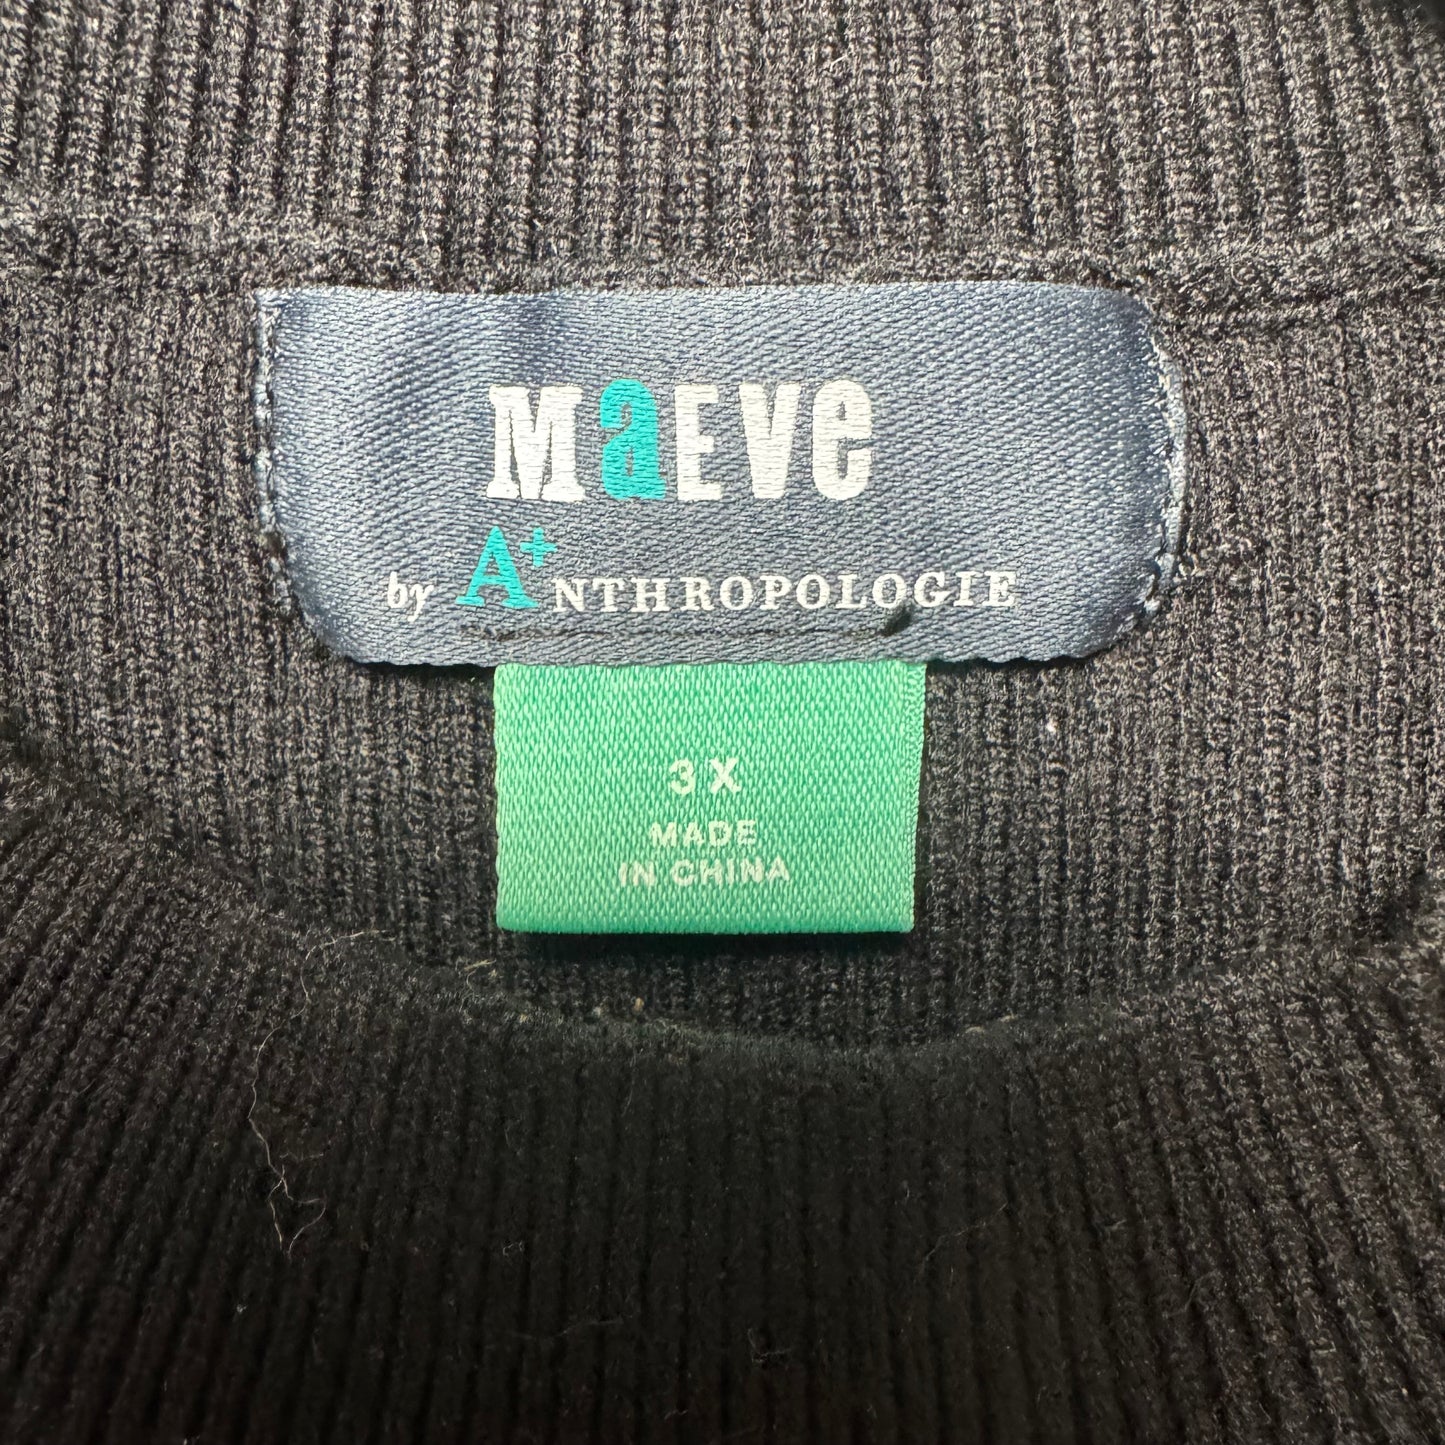 MaEVe
by A+NTHROPOLOGIE
3X
MADE
IN CHINA